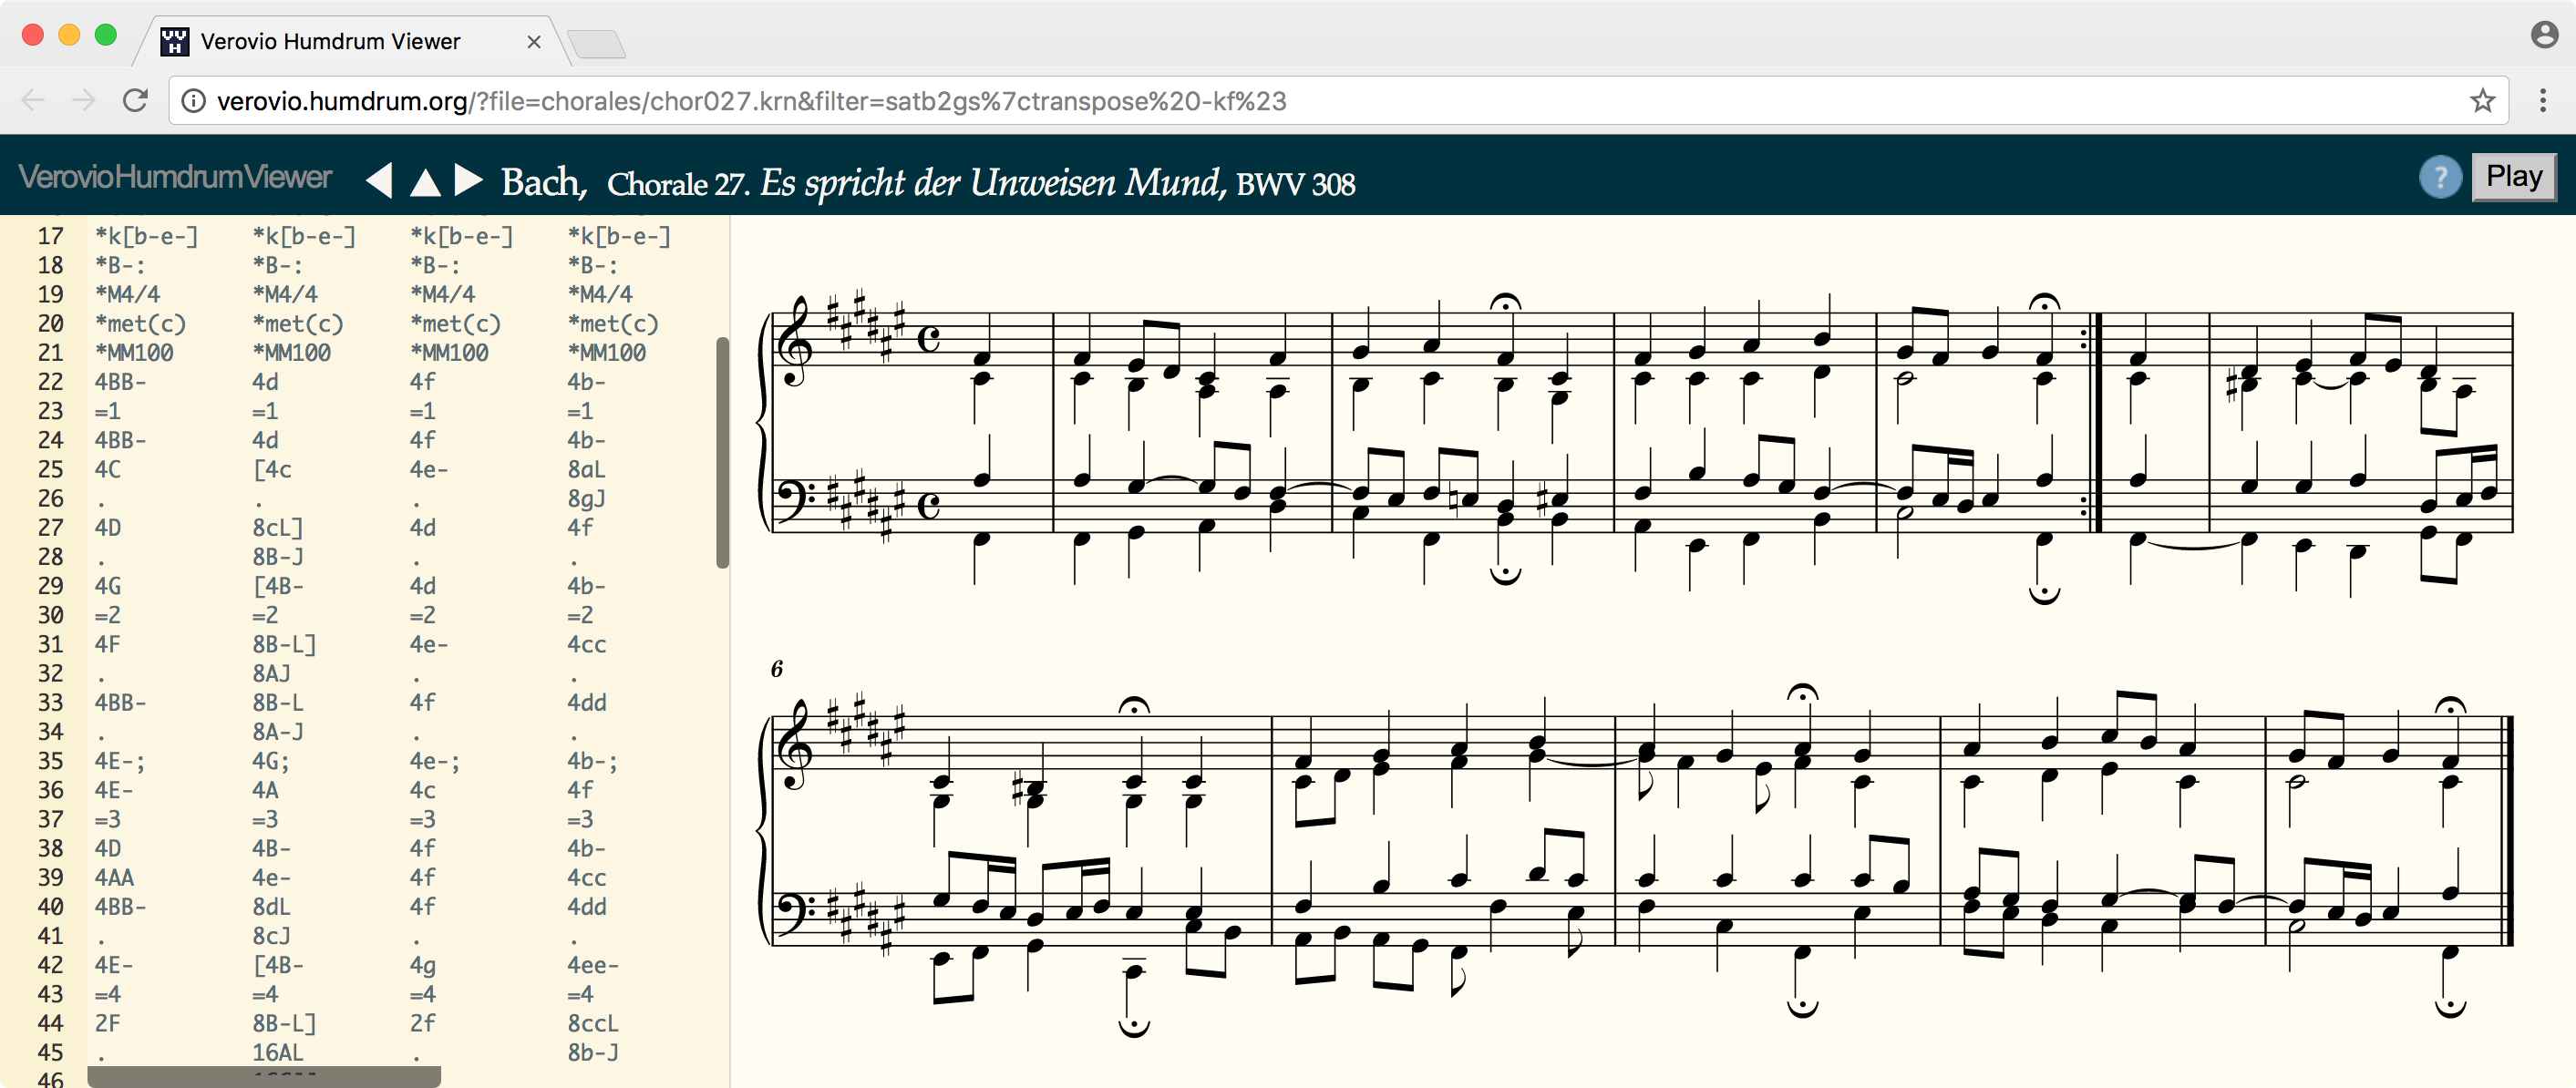 Verovio Humdrum Viewer
verovio.humdrum.org/?file=chorales/chor027.krn&filter=satb2gs%7ctranspose%20-kf%23
VerovioHumdrumViewer Bach, Chorale 27. Es spricht der Unweisen Mund, BWV 308 ? Play
17 *k[b-e-] *k[b-e-] *k[b-e-] *k[b-e-]
18 *B-: *B-: *B-: *B-:
19 *M4/4 *M4/4 *M4/4 *M4/4
20 *met(c) *met(c) *met(c) *met(c)
21 *MM100 *MM100 *MM100 *MM100
22 4BB- 4d 4f 4b-
23 =1 =1 =1 =1
24 4BB- 4d 4f 4b-
25 4C [4c 4e- 8aL
26 . . . 8gJ
27 4D 8cL] 4d 4f
28 . 8B-J . .
29 4G [4B- 4d 4b-
30 =2 =2 =2 =2
31 4F 8B-L] 4e- 4cc
32 . 8AJ . .
33 4BB- 8B-L 4f 4dd
34 . 8A-J . .
35 4E-; 4G; 4e-; 4b-;
36 4E- 4A 4c 4f
37 =3 =3 =3 =3
38 4D 4B- 4f 4b-
39 4AA 4e- 4f 4cc
40 4BB- 8dL 4f 4dd
41 . 8cJ . .
42 4E- [4B- 4g 4ee-
43 =4 =4 =4 =4
44 2F 8B-L] 2f 8ccL
45 . 16AL . 8b-J
46
6